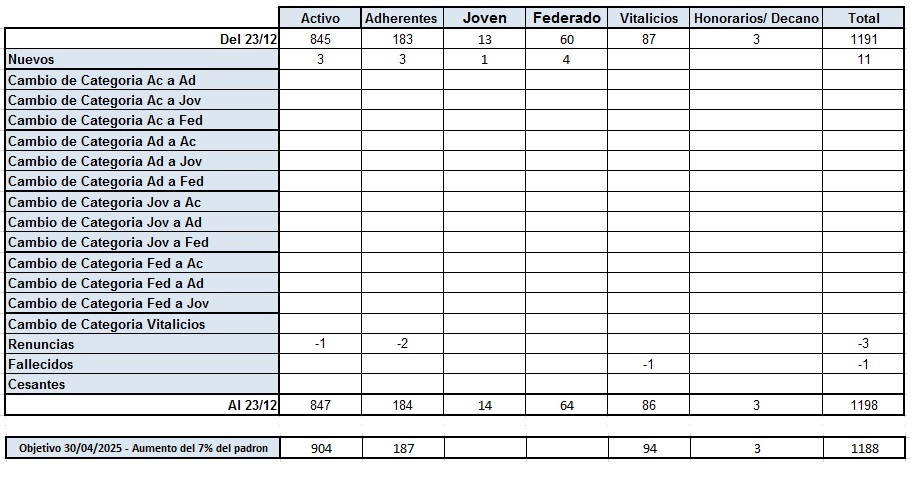 Activo Adherentes Joven Federado Vitalicios Honorarios/ Decano Total
Del 23/12 845 183 13 60 87 3 1191
Nuevos 3 3 1 4 11
Cambio de Categoria Ac a Ad
Cambio de Categoria Ac a Jov
Cambio de Categoria Ac a Fed
Cambio de Categoria Ad a Ac
Cambio de Categoria Ad a Jov
Cambio de Categoria Ad a Fed
Cambio de Categoria Jov a Ac
Cambio de Categoria Jov a Ad
Cambio de Categoria Jov a Fed
Cambio de Categoria Fed a Ac
Cambio de Categoria Fed a Ad
Cambio de Categoria Fed a Jov
Cambio de Categoria Vitalicios
Renuncias -1 -2 -3
Fallecidos -1 -1
Cesantes
Al 23/12 847 184 14 64 86 3 1198
Objetivo 30/04/2025 - Aumento del 7% del padron 904 187 94 3 1188